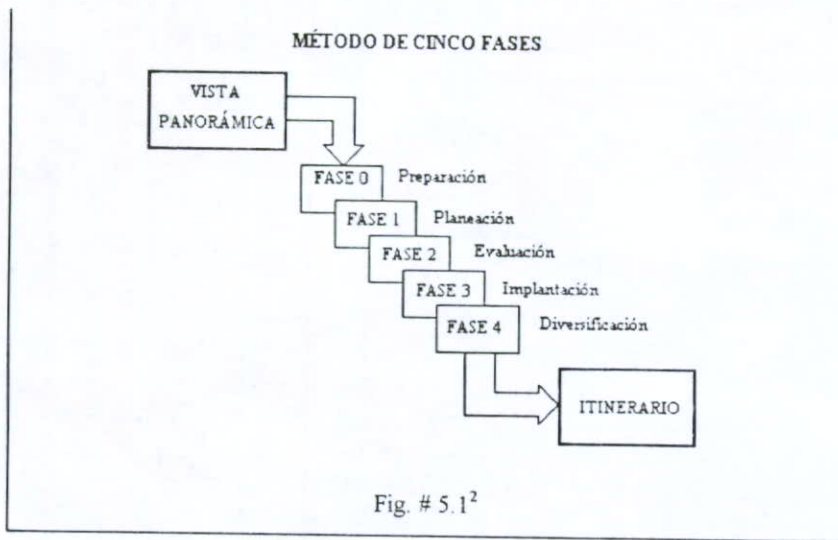 MÉTODO DE CINCO FASES
VISTA
PANORÁMICA
FASE 0 Preparación
FASE 1 Planeación
FASE 2 Evaluación
FASE 3 Implantación
FASE 4 Diversificación
ITINERARIO
Fig. # 5.1²